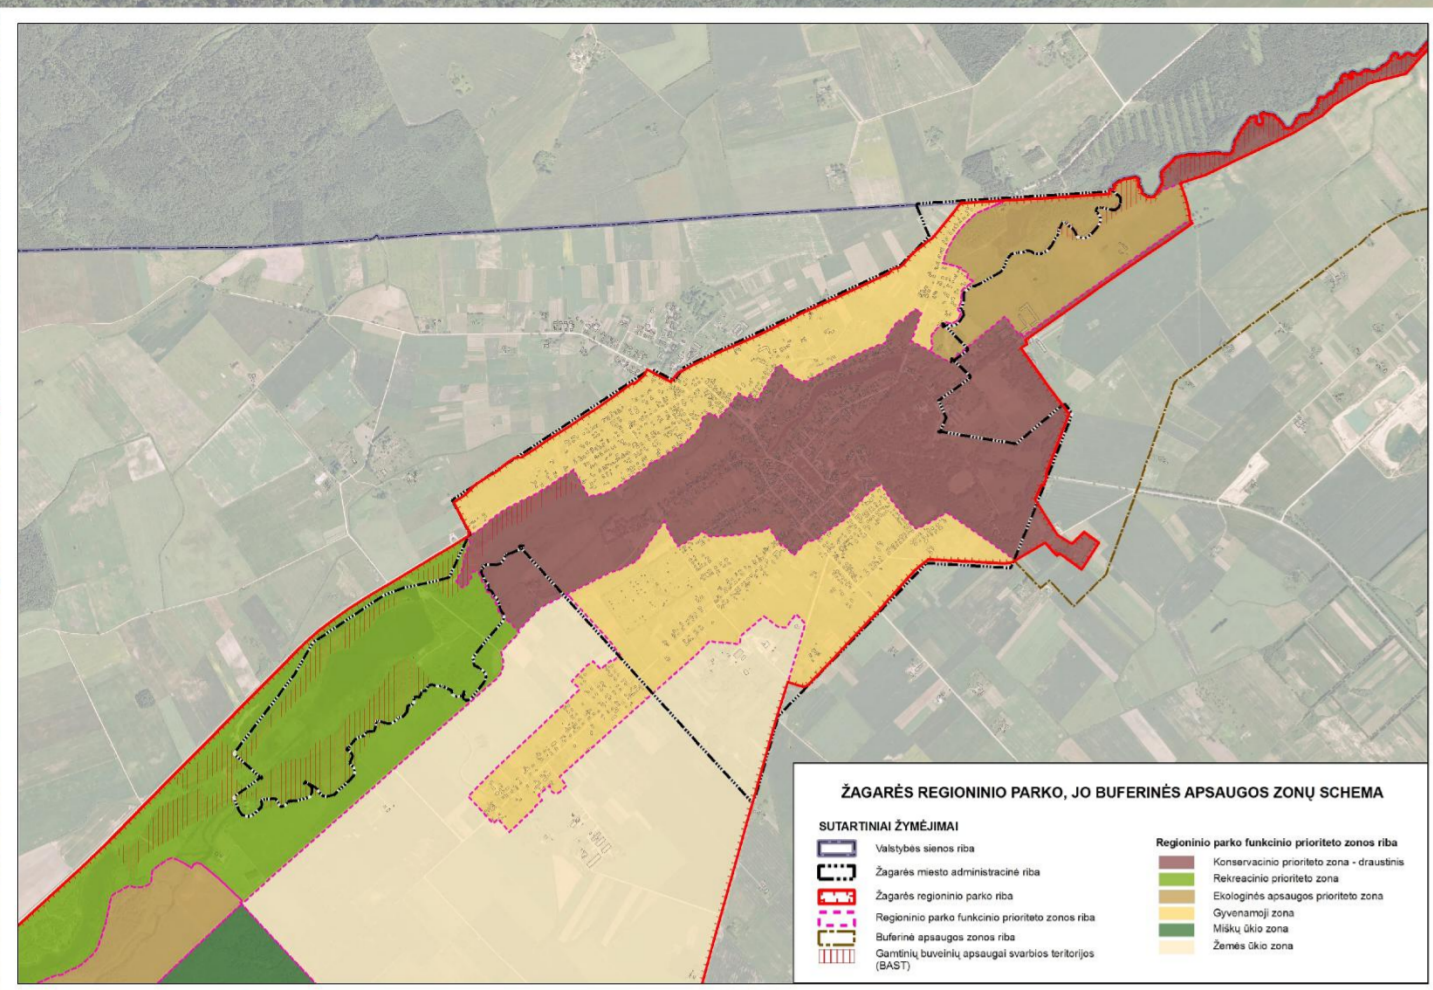 ŽAGARĖS REGIONINIO PARKO, JO BUFERINĖS APSAUGOS ZONŲ SCHEMA
SUTARTINIAI ŽYMĖJIMAI
Valstybės sienos riba
Žagarės miesto administracinė riba
Žagarės regioninio parko riba
Regioninio parko funkcinio prioriteto zonos riba
Buferinė apsaugos zonos riba
Gamtinių buveinių apsaugai svarbios teritorijos
(BAST)
Regioninio parko funkcinio prioriteto zonos riba
Konservacinio prioriteto zona - draustinis
Rekreacinio prioriteto zona
Ekologinės apsaugos prioriteto zona
Gyvenamoji zona
Miškų ūkio zona
Žemės ūkio zona